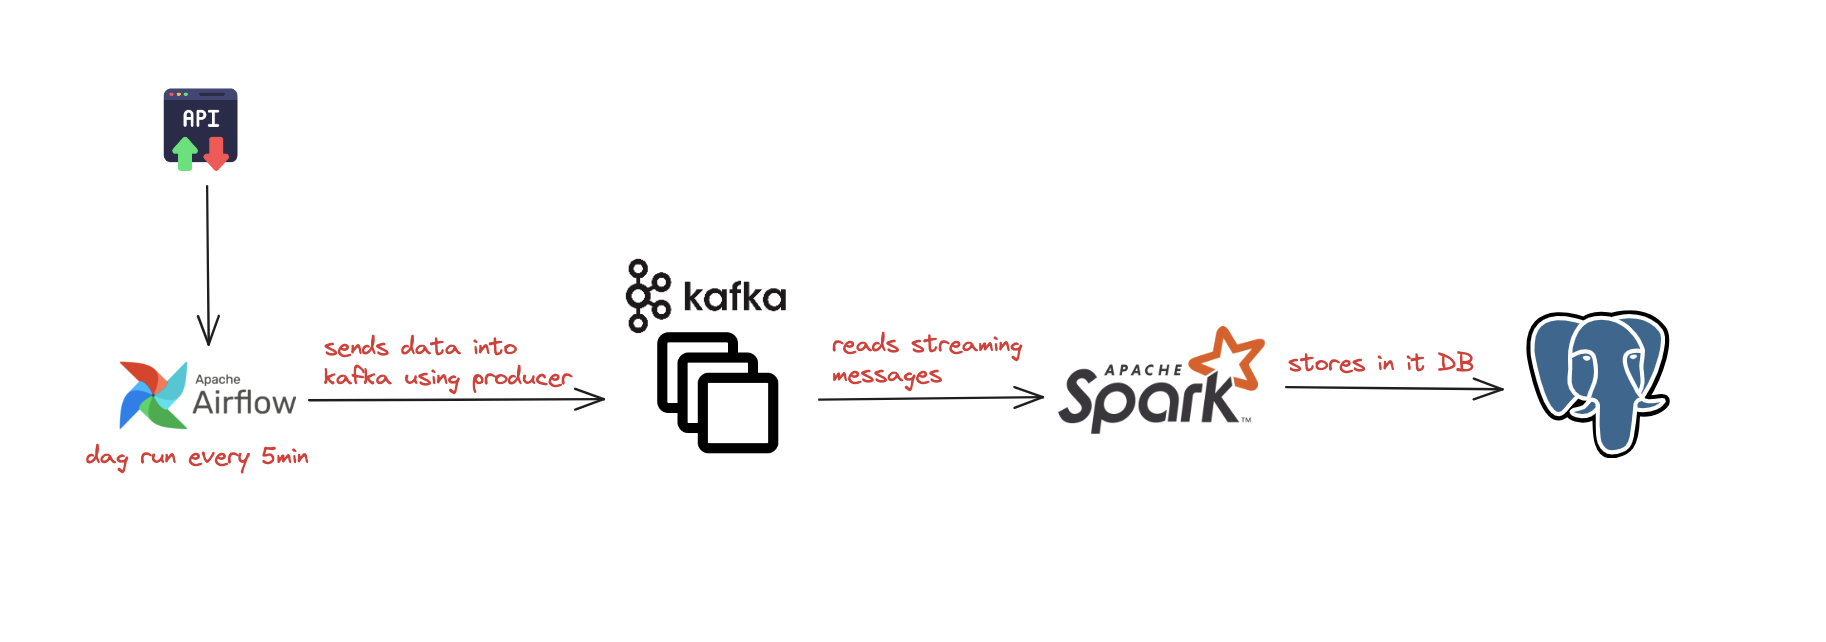 API
Apache
Airflow
dag run every 5min
sends data into
kafka using producer
kafka
reads streaming
messages
APACHE
Spark™
stores in it DB